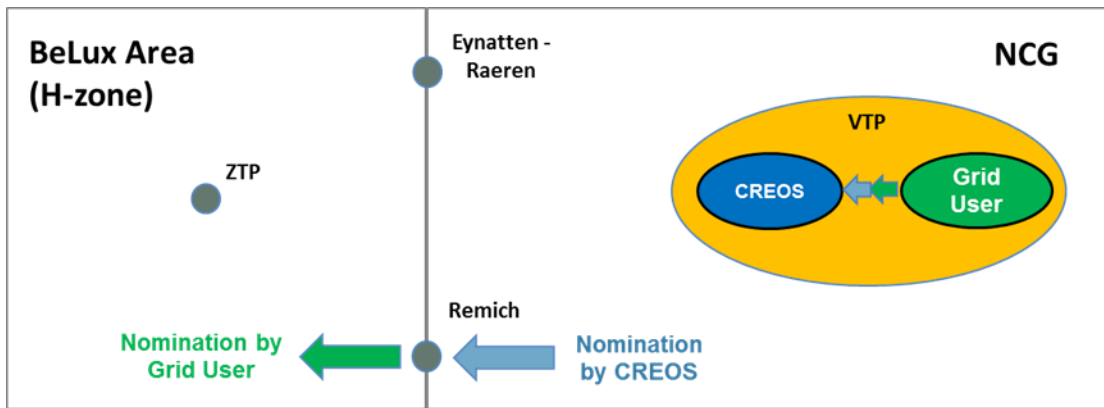 BeLux Area
(H-zone)
Eynatten -
Raeren
NCG
VTP
ZTP
CREOS
Grid
User
Remich
Nomination by
Grid User
Nomination
by CREOS